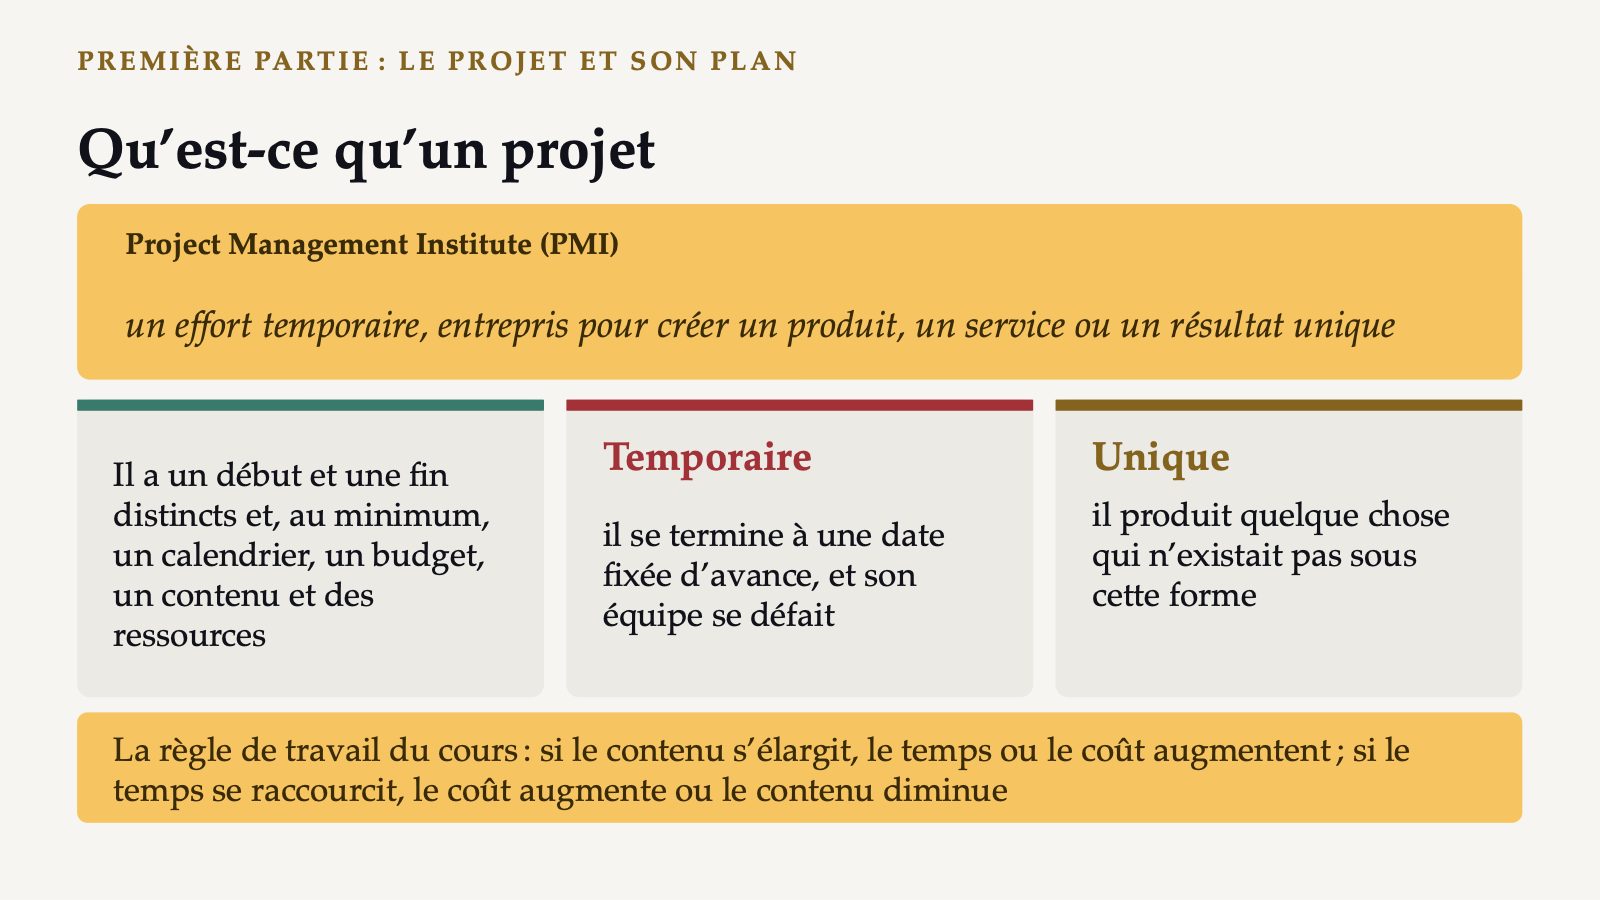 PREMIÈRE PARTIE : LE PROJET ET SON PLAN
Qu’est-ce qu’un projet
Project Management Institute (PMI)
un effort temporaire, entrepris pour créer un produit, un service ou un résultat unique
Il a un début et une fin
distincts et, au minimum,
un calendrier, un budget,
un contenu et des
ressources
Temporaire
il se termine à une date
fixée d’avance, et son
équipe se défait
Unique
il produit quelque chose
qui n’existait pas sous
cette forme
La règle de travail du cours : si le contenu s’élargit, le temps ou le coût augmentent ; si le
temps se raccourcit, le coût augmente ou le contenu diminue